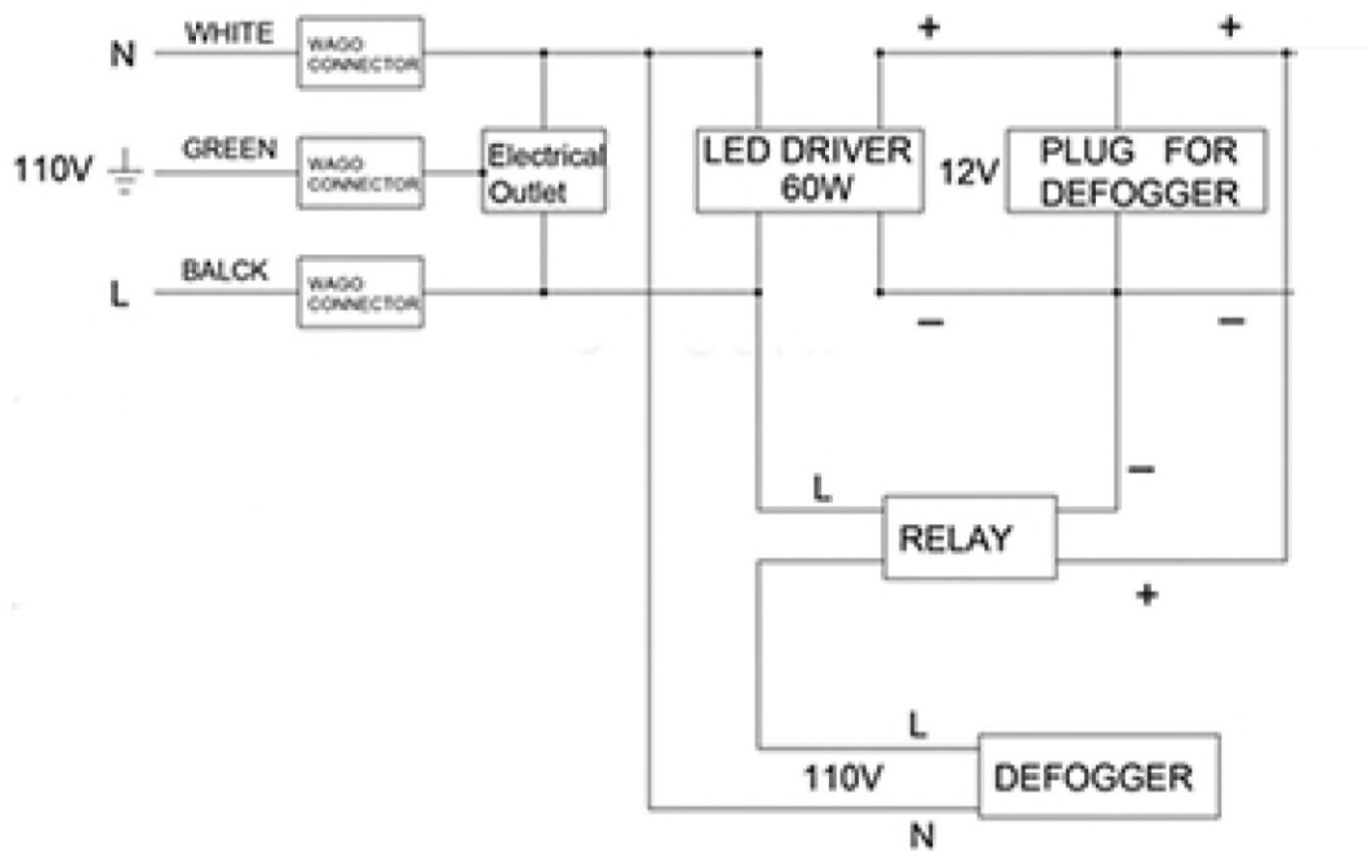 N
WHITE
WAGO
CONNECTOR
+
+
110V
GREEN
WAGO
CONNECTOR
Electrical
Outlet
LED DRIVER
60W
12V
PLUG FOR
DEFOGGER
L
BALCK
WAGO
CONNECTOR
−
−
L
RELAY
−
+
L
110V
N
DEFOGGER